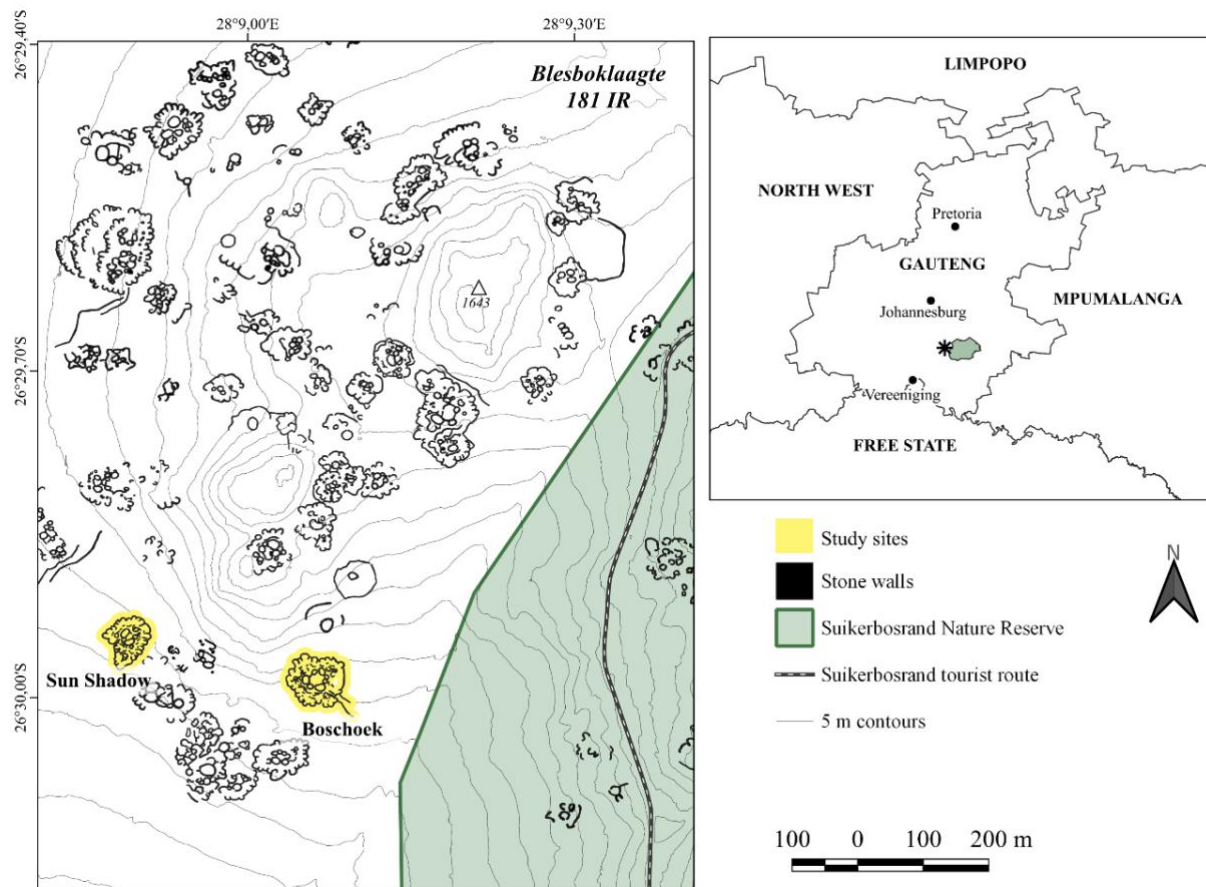 28°9,00'E
28°9,30'E
26°29,40'S
26°29,70'S
26°30,00'S
Blesboklaagte
181 IR
1643
Sun Shadow
Boschoek
LIMPOPO
NORTH WEST
Pretoria
GAUTENG
MPUMALANGA
Johannesburg
Vereeniging
FREE STATE
Study sites
Stone walls
Suikerbosrand Nature Reserve
Suikerbosrand tourist route
5 m contours
N
100 0 100 200 m